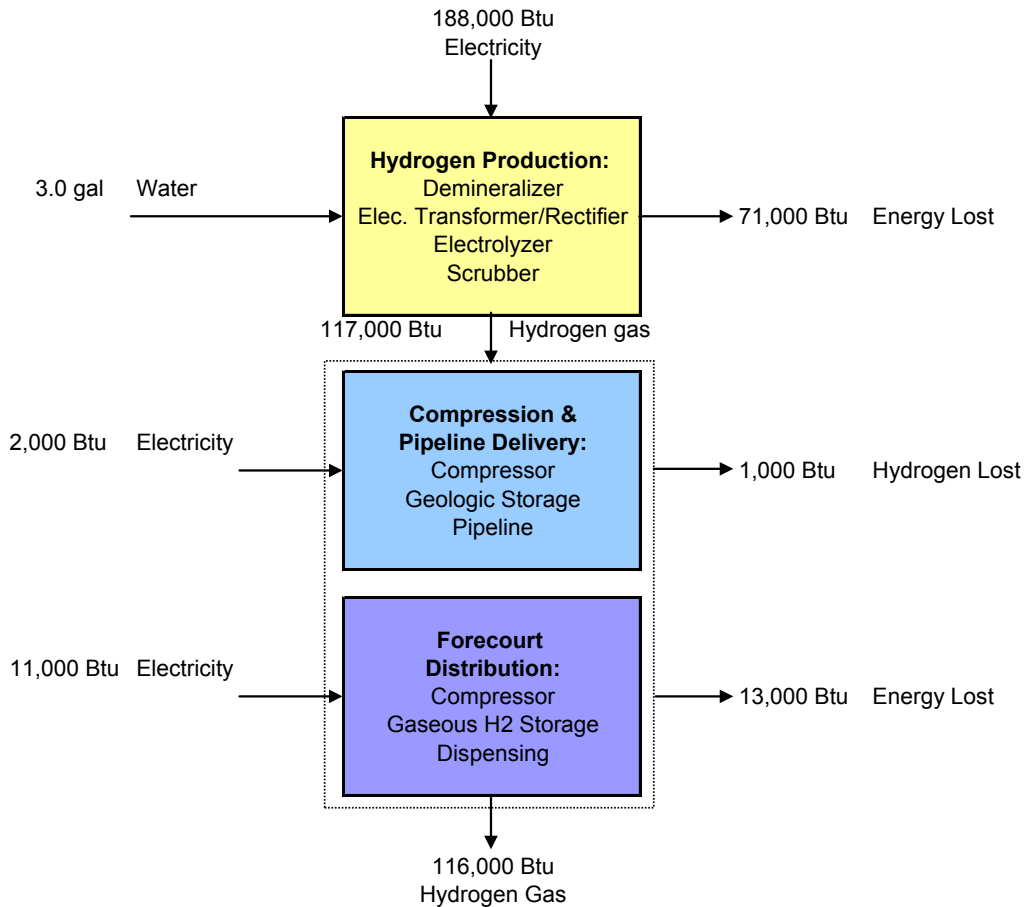 188,000 Btu
Electricity
Hydrogen Production:
Demineralizer
Elec. Transformer/Rectifier
Electrolyzer
Scrubber
3.0 gal Water
71,000 Btu Energy Lost
117,000 Btu Hydrogen gas
Compression &
Pipeline Delivery:
Compressor
Geologic Storage
Pipeline
2,000 Btu Electricity
1,000 Btu Hydrogen Lost
Forecourt
Distribution:
Compressor
Gaseous H2 Storage
Dispensing
11,000 Btu Electricity
13,000 Btu Energy Lost
116,000 Btu
Hydrogen Gas